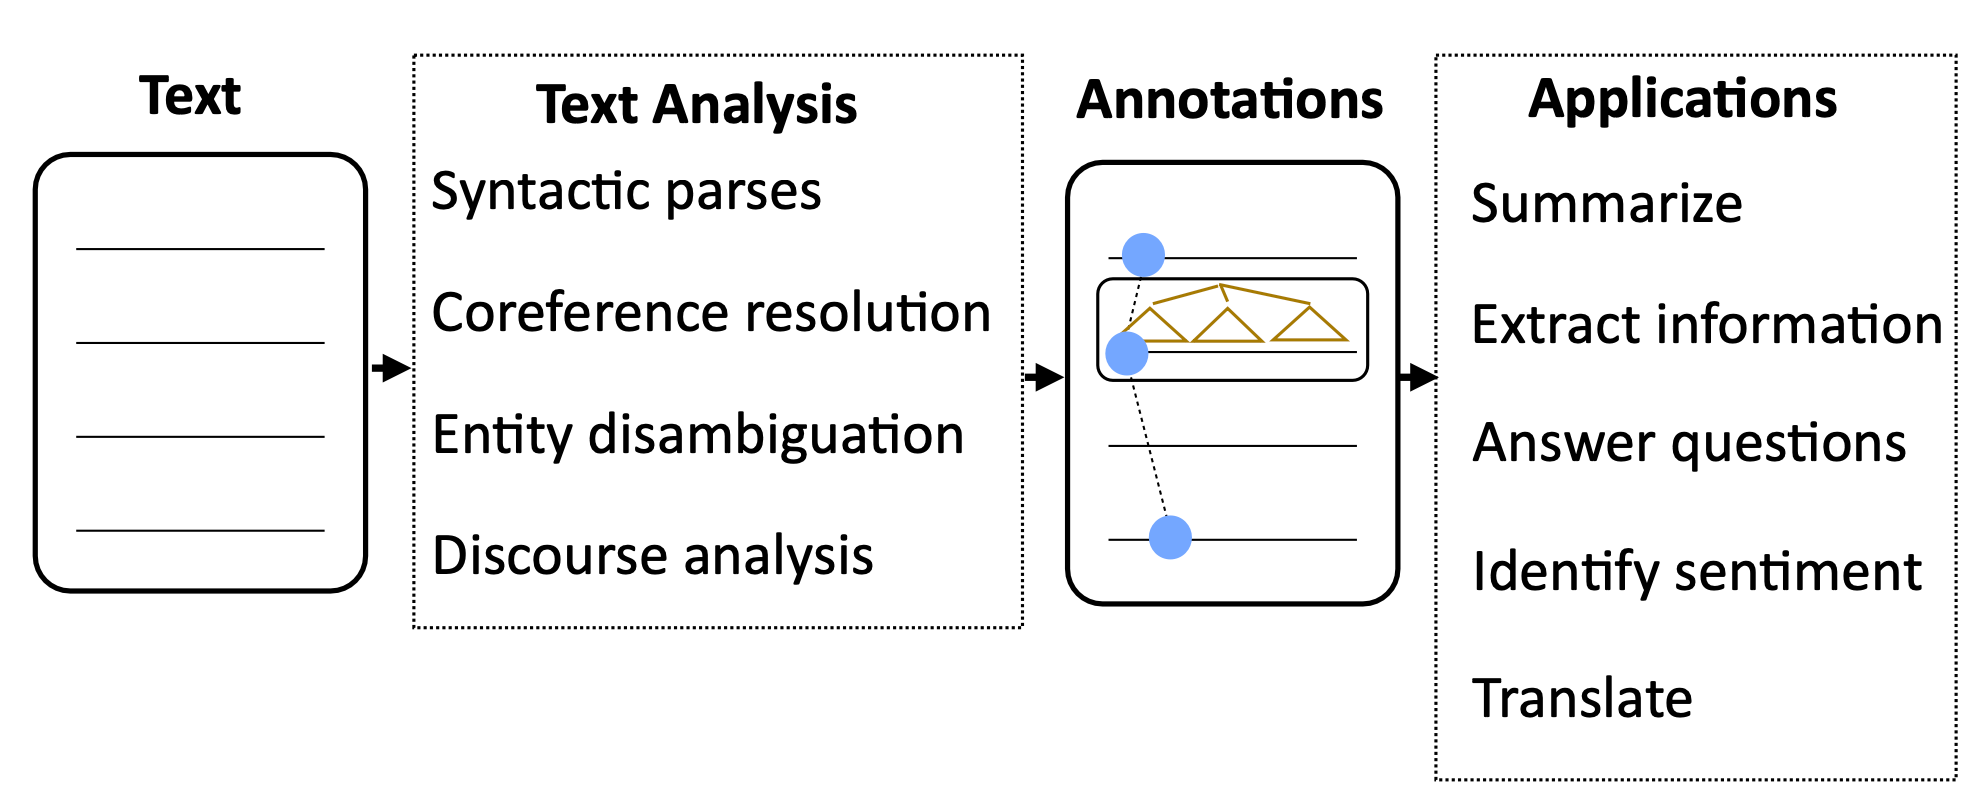 Text
Text Analysis
Syntactic parses
Coreference resolution
Entity disambiguation
Discourse analysis
Annotations
Applications
Summarize
Extract information
Answer questions
Identify sentiment
Translate